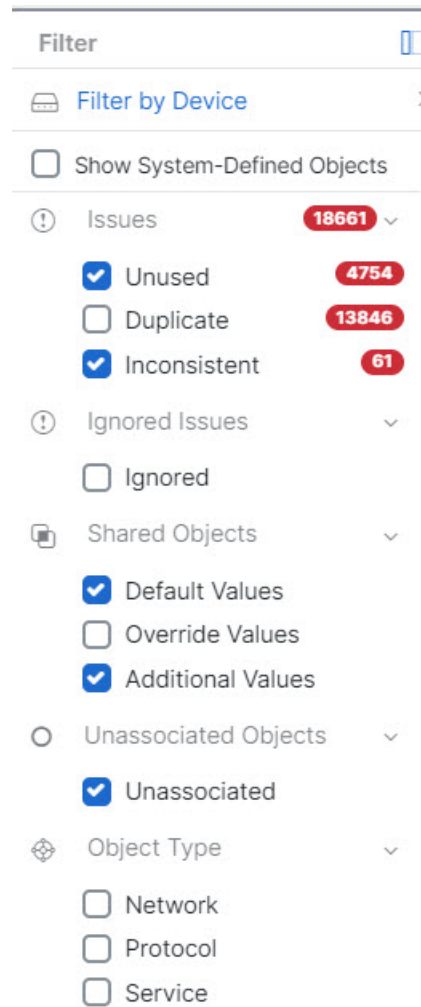 Filter
Filter by Device
Show System-Defined Objects
Issues 18661
Unused 4754
Duplicate 13846
Inconsistent 61
Ignored Issues
Ignored
Shared Objects
Default Values
Override Values
Additional Values
Unassociated Objects
Unassociated
Object Type
Network
Protocol
Service